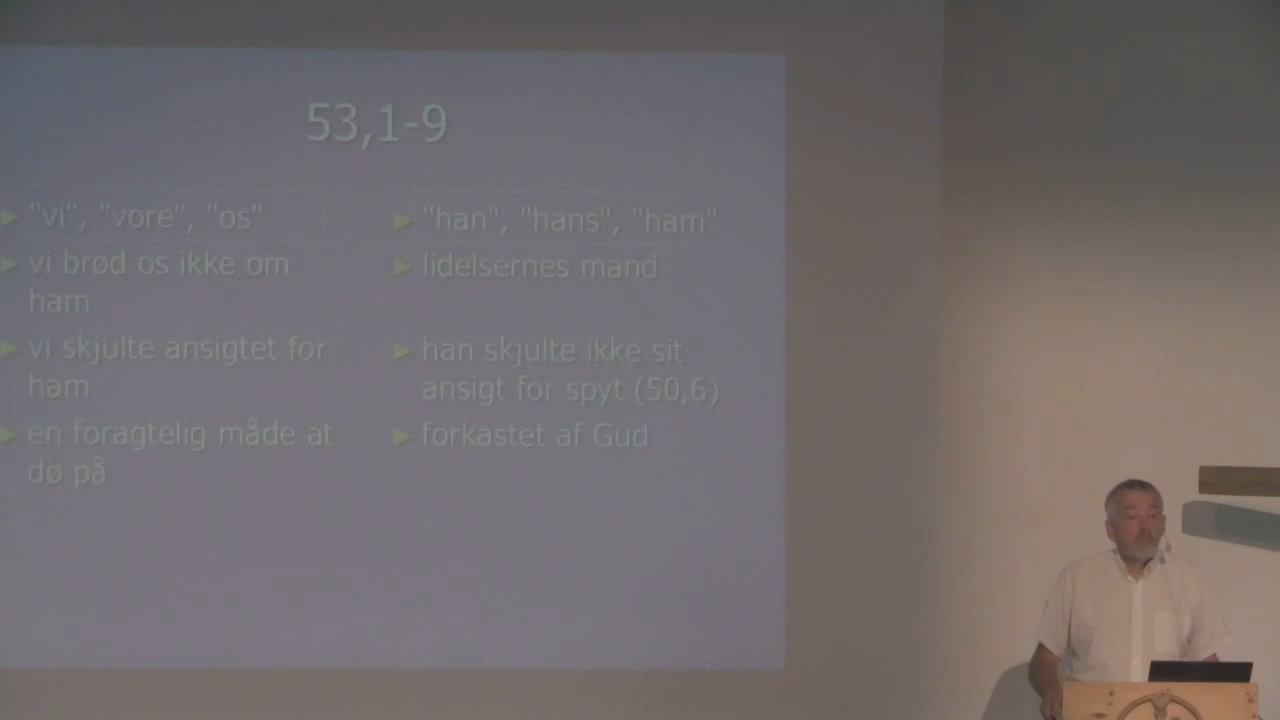 53,1-9
"vi", "vore", "os"
vi brød os ikke om
ham
vi skjulte ansigtet for
ham
en foragtelig måde at
dø på
"han", "hans", "ham"
lidelsernes mand
han skjulte ikke sit
ansigt for spyt (50,6)
forkastet af Gud